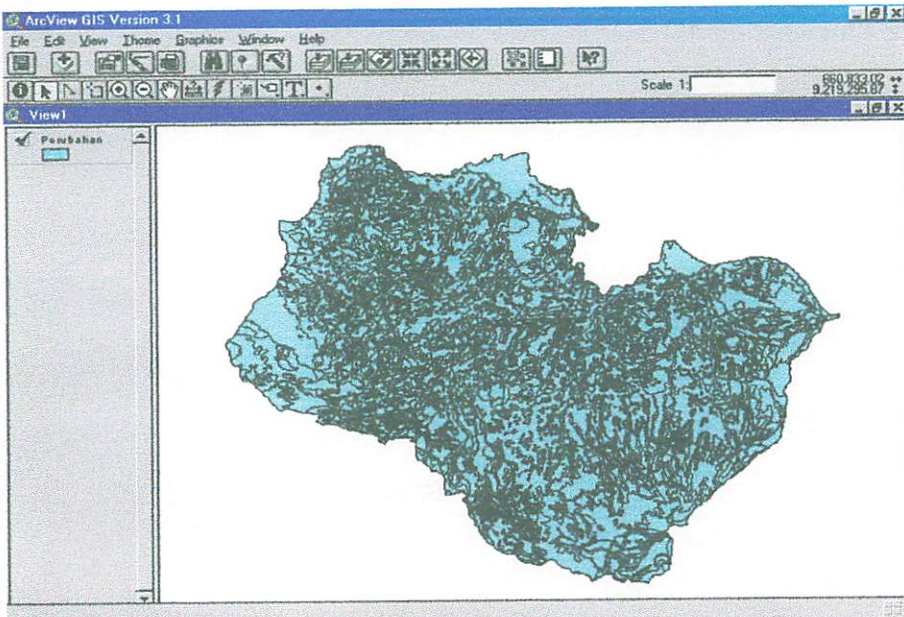 ArcView GIS Version 3.1
File Edit View Theme Graphics Window Help
Scale 1:
660,833.02
9,219,295.87
View1
Perubahan